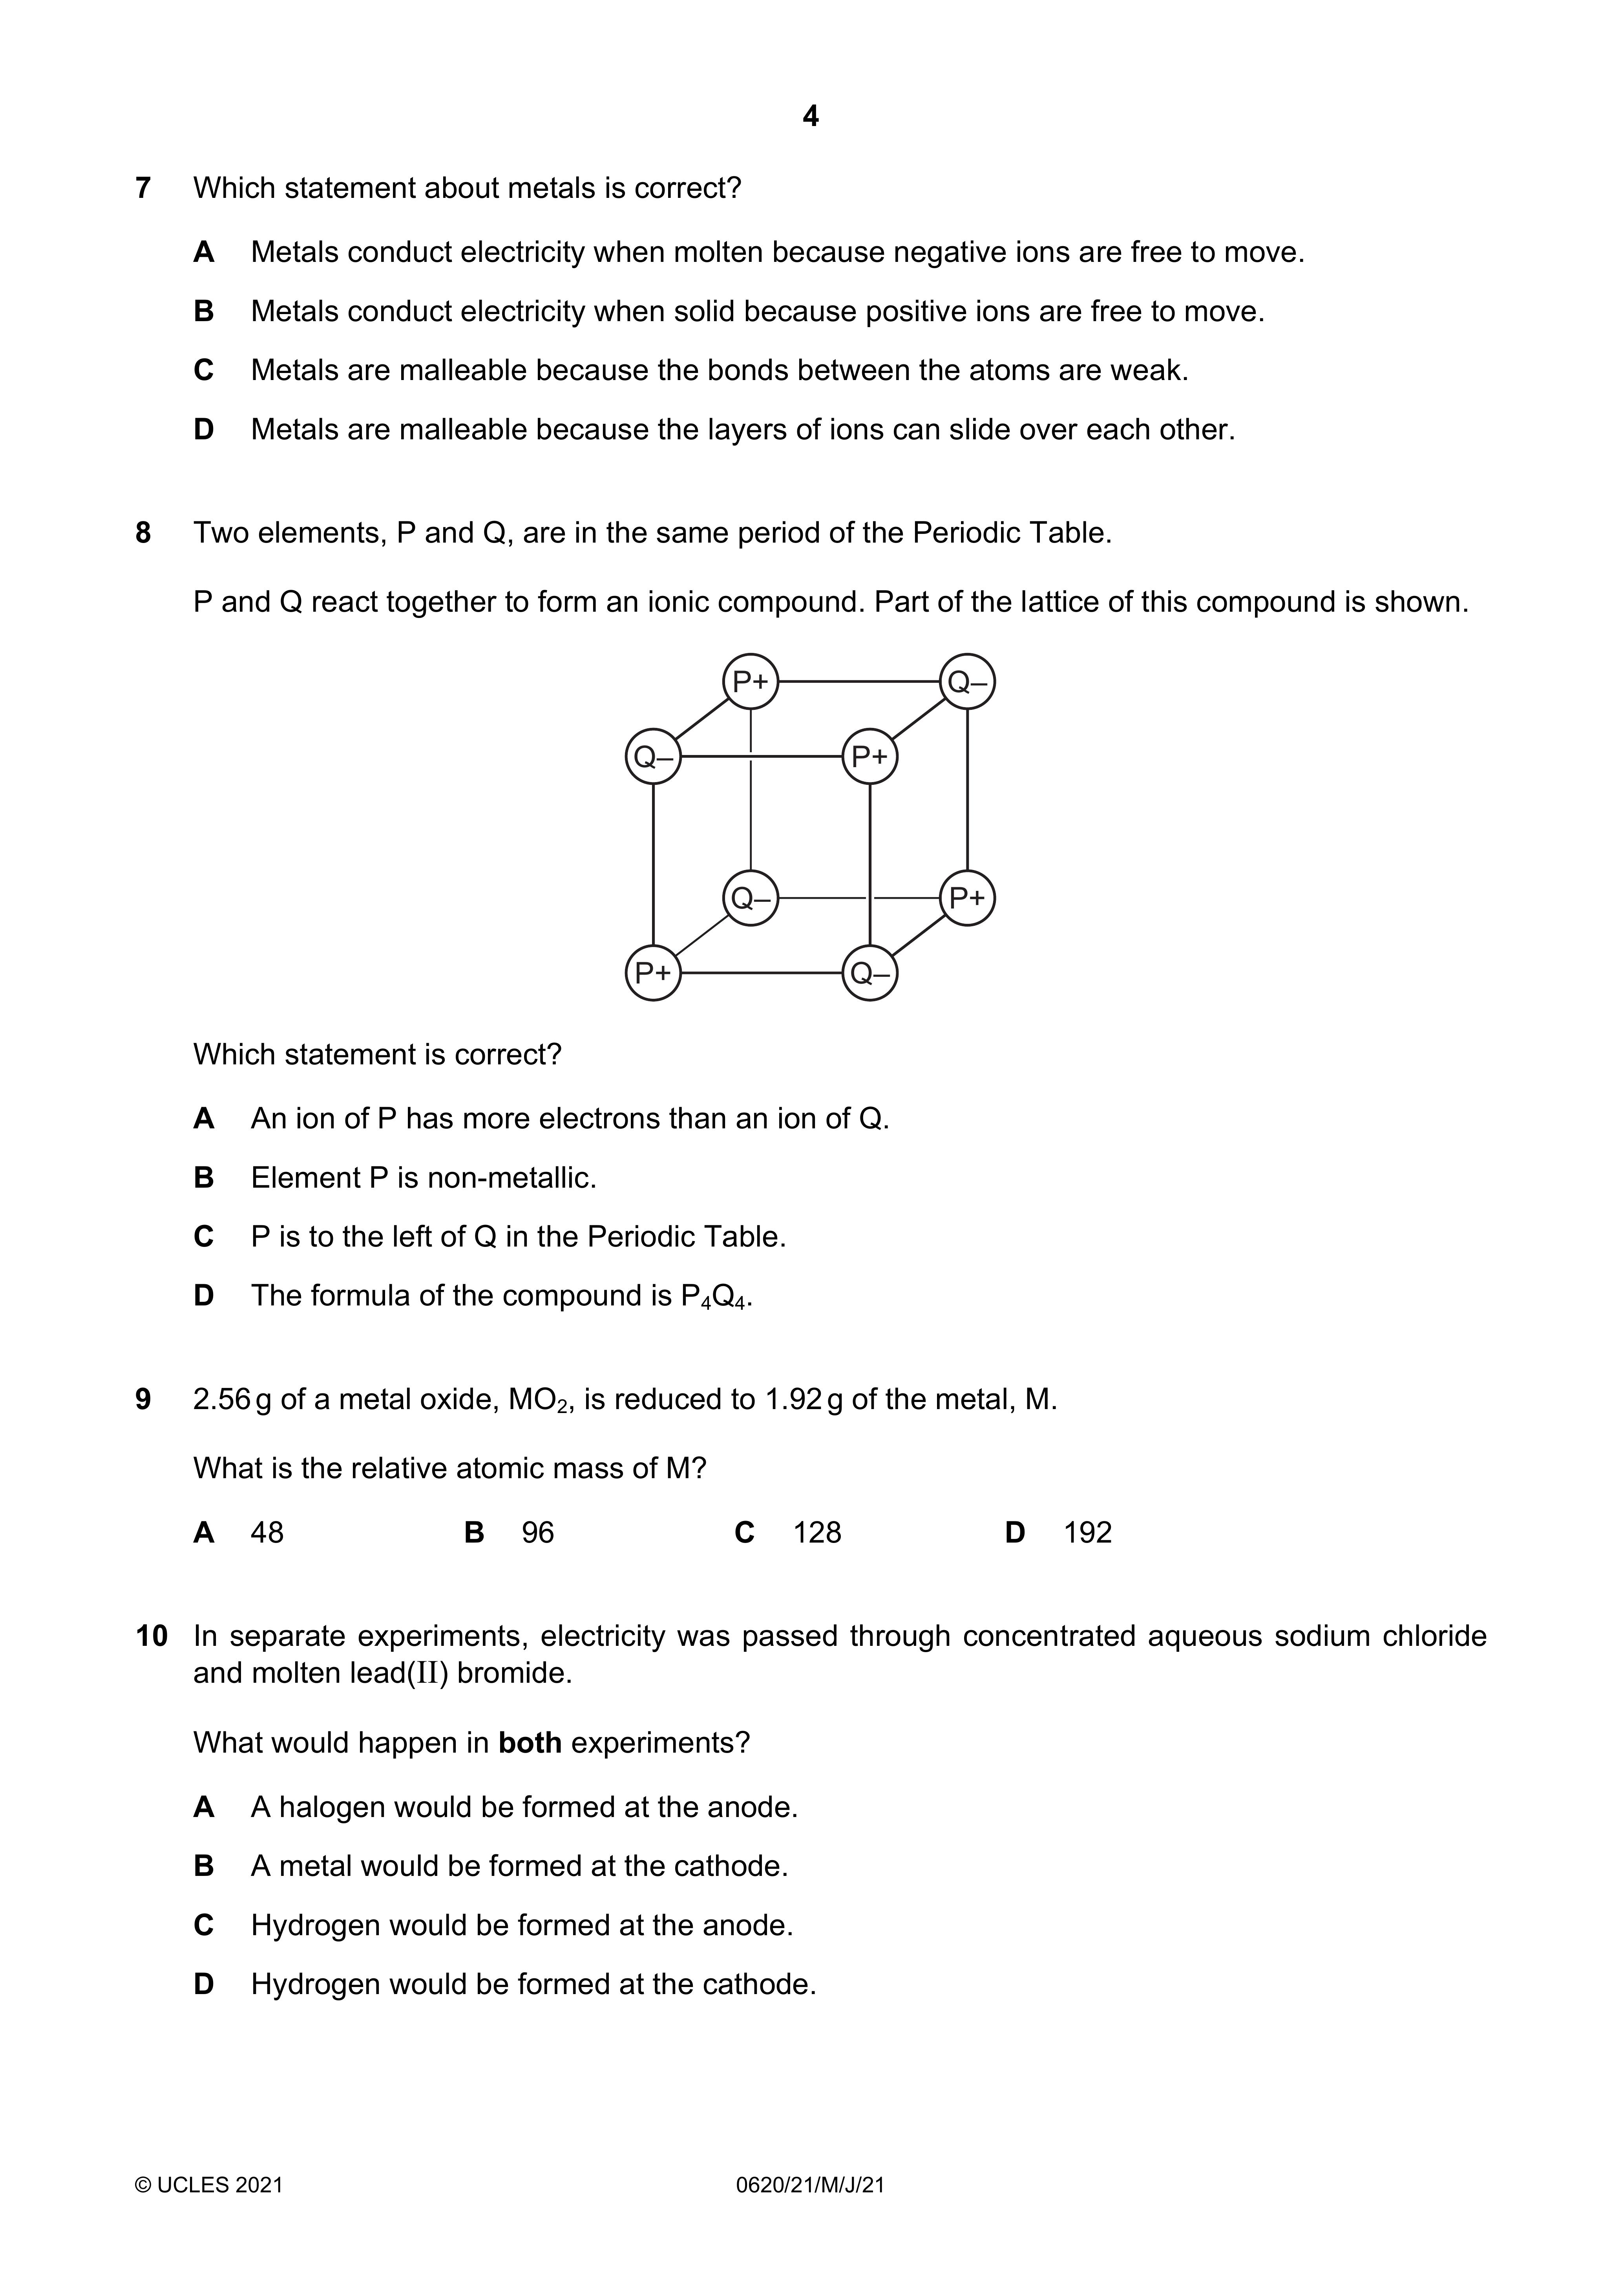 4
7 Which statement about metals is correct?
A Metals conduct electricity when molten because negative ions are free to move.
B Metals conduct electricity when solid because positive ions are free to move.
C Metals are malleable because the bonds between the atoms are weak.
D Metals are malleable because the layers of ions can slide over each other.
8 Two elements, P and Q, are in the same period of the Periodic Table.
P and Q react together to form an ionic compound. Part of the lattice of this compound is shown.
P+ Q–
Q– P+
Q– P+
P+ Q–
Which statement is correct?
A An ion of P has more electrons than an ion of Q.
B Element P is non-metallic.
C P is to the left of Q in the Periodic Table.
D The formula of the compound is P₄Q₄.
9 2.56 g of a metal oxide, MO₂, is reduced to 1.92 g of the metal, M.
What is the relative atomic mass of M?
A 48 B 96 C 128 D 192
10 In separate experiments, electricity was passed through concentrated aqueous sodium chloride
and molten lead(II) bromide.
What would happen in both experiments?
A A halogen would be formed at the anode.
B A metal would be formed at the cathode.
C Hydrogen would be formed at the anode.
D Hydrogen would be formed at the cathode.
© UCLES 2021 0620/21/M/J/21